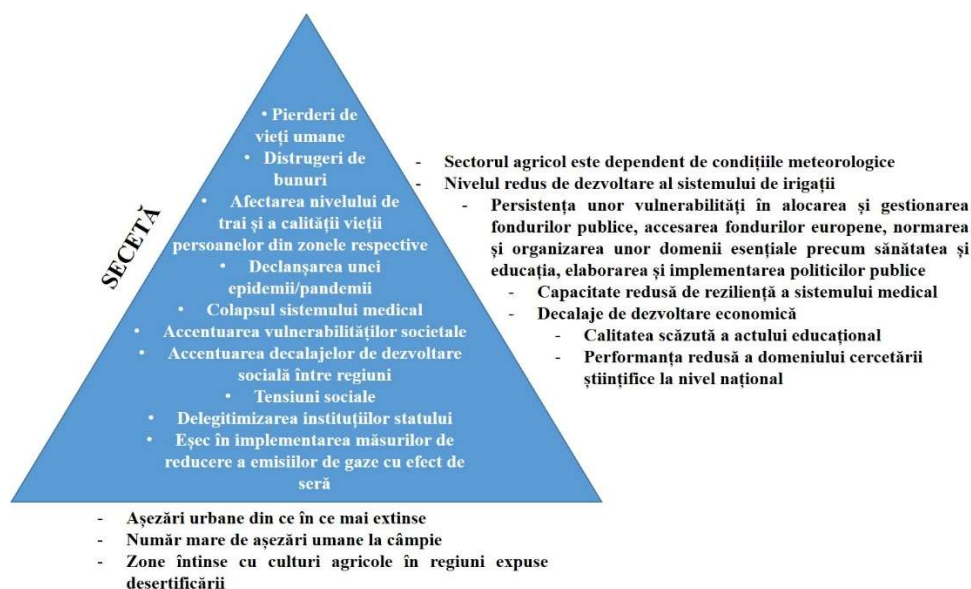 SECETĂ
• Pierderi de
vieți umane
• Distrugeri de
bunuri
• Afectarea nivelului de
trai și a calității vieții
persoanelor din zonele respective
• Declanșarea unei
epidemii/pandemii
• Colapsul sistemului medical
• Accentuarea vulnerabilităților societale
• Accentuarea decalajelor de dezvoltare
socială între regiuni
• Tensiuni sociale
• Delegitimizarea instituțiilor statului
• Eșec în implementarea măsurilor de
reducere a emisiilor de gaze cu efect de
seră
- Sectorul agricol este dependent de condițiile meteorologice
- Nivelul redus de dezvoltare al sistemului de irigații
- Persistența unor vulnerabilități în alocarea și gestionarea
fondurilor publice, accesarea fondurilor europene, normarea
și organizarea unor domenii esențiale precum sănătatea și
educația, elaborarea și implementarea politicilor publice
- Capacitate redusă de reziliență a sistemului medical
- Decalaje de dezvoltare economică
- Calitatea scăzută a actului educațional
- Performanța redusă a domeniului cercetării
științifice la nivel național
- Așezări urbane din ce în ce mai extinse
- Număr mare de așezări umane la câmpie
- Zone întinse cu culturi agricole în regiuni expuse
desertificării